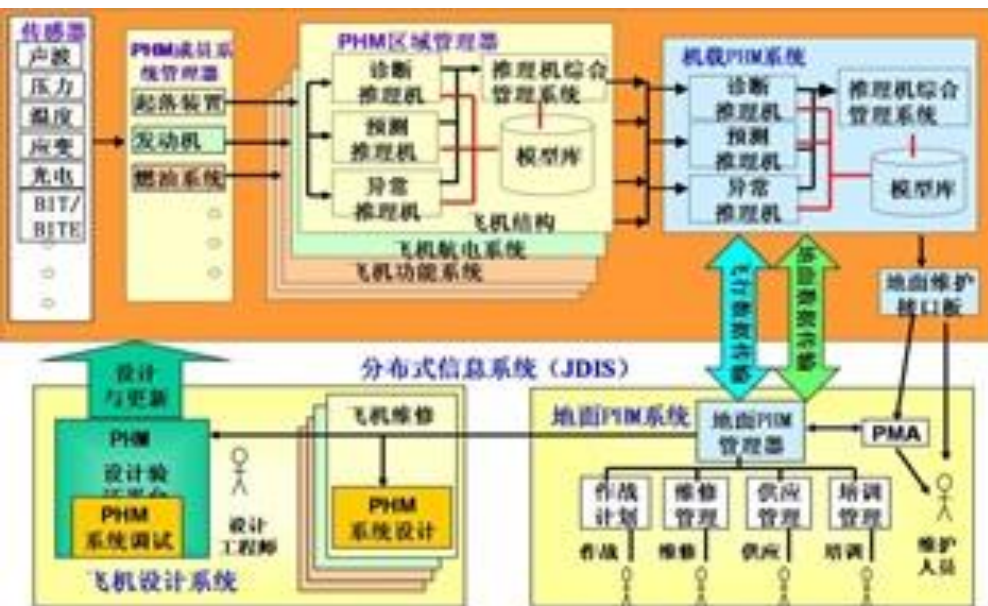 传感器
声波
压力
温度
应变
光电
BIT/
BITE
PHM成员系
统管理器
起落装置
发动机
燃油系统
PHM区域管理器
诊断
推理机
预测
推理机
异常
推理机
推理机综合
管理系统
模型库
飞机结构
飞机航电系统
飞机功能系统
机载PHM系统
诊断
推理机
预测
推理机
异常
推理机
推理机综合
管理系统
模型库
飞行数据传输
地面数据传输
地面维护
接口板
分布式信息系统（JDIS）
设计
与更新
PHM
设计验
证平台
PHM
系统调试
设计
工程师
飞机设计系统
飞机维修
PHM
系统设计
地面PHM系统
地面PHM
管理器
PMA
作战
计划
维修
管理
供应
管理
培训
管理
作战
维修
供应
培训
维护
人员